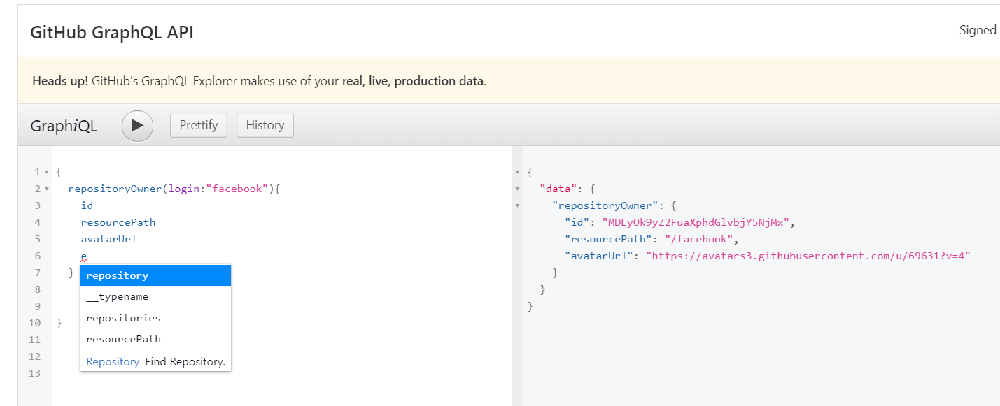 GitHub GraphQL API
Signed
Heads up! GitHub's GraphQL Explorer makes use of your real, live, production data.
GraphiQL
Prettify
History
1 {
2 repositoryOwner(login:"facebook"){
3 id
4 resourcePath
5 avatarUrl
6 e
7 }
8
9
10 }
11
12
13
repository
__typename
repositories
resourcePath
Repository Find Repository.
{
"data": {
"repositoryOwner": {
"id": "MDEyOk9yZ2FuaXphdGlvbjY5NjMx",
"resourcePath": "/facebook",
"avatarUrl": "https://avatars3.githubusercontent.com/u/69631?v=4"
}
}
}